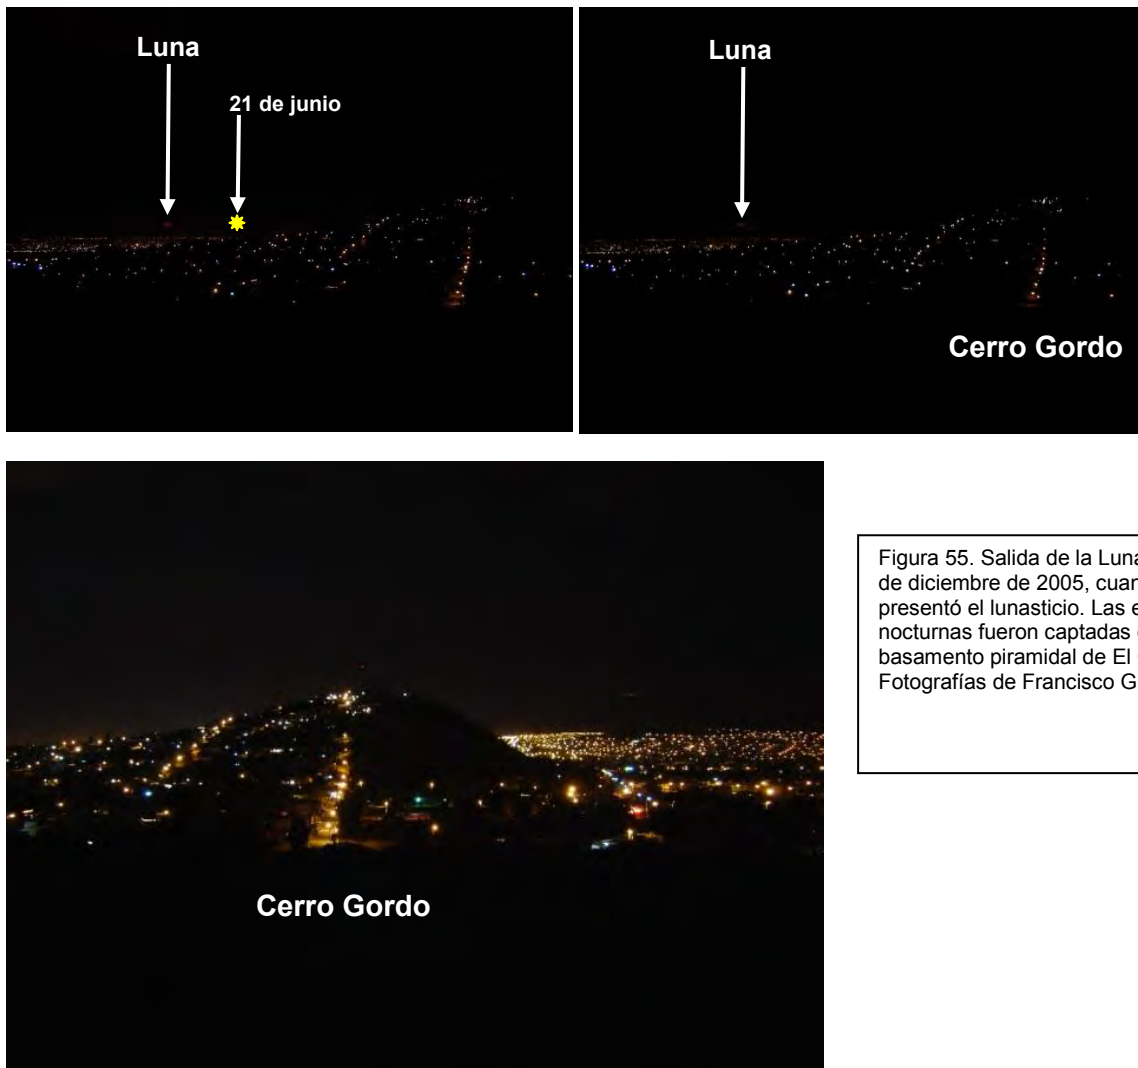 Luna
21 de junio
Luna
Cerro Gordo
Cerro Gordo
Figura 55. Salida de la Luna
de diciembre de 2005, cuan
presentó el lunasticio. Las e
nocturnas fueron captadas
basamento piramidal de El
Fotografías de Francisco G